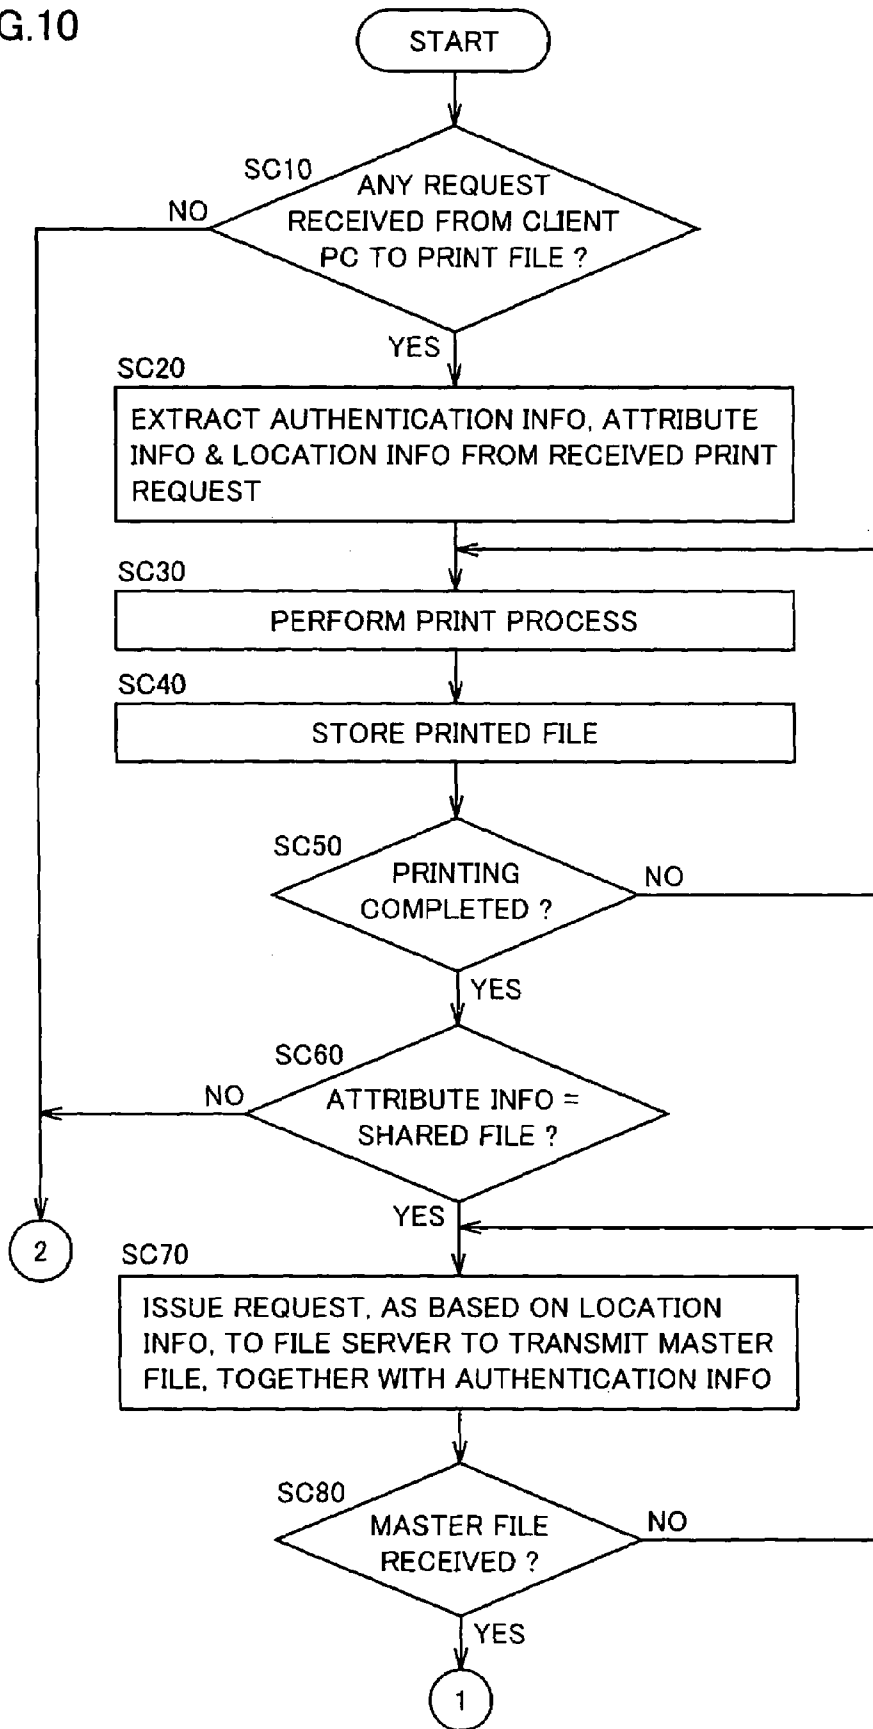 G.10
START
SC10
ANY REQUEST
RECEIVED FROM CLIENT
PC TO PRINT FILE ?
NO
YES
SC20
EXTRACT AUTHENTICATION INFO, ATTRIBUTE
INFO & LOCATION INFO FROM RECEIVED PRINT
REQUEST
SC30
PERFORM PRINT PROCESS
SC40
STORE PRINTED FILE
SC50
PRINTING
COMPLETED ?
NO
YES
SC60
ATTRIBUTE INFO =
SHARED FILE ?
NO
YES
2
SC70
ISSUE REQUEST, AS BASED ON LOCATION
INFO, TO FILE SERVER TO TRANSMIT MASTER
FILE, TOGETHER WITH AUTHENTICATION INFO
SC80
MASTER FILE
RECEIVED ?
NO
YES
1